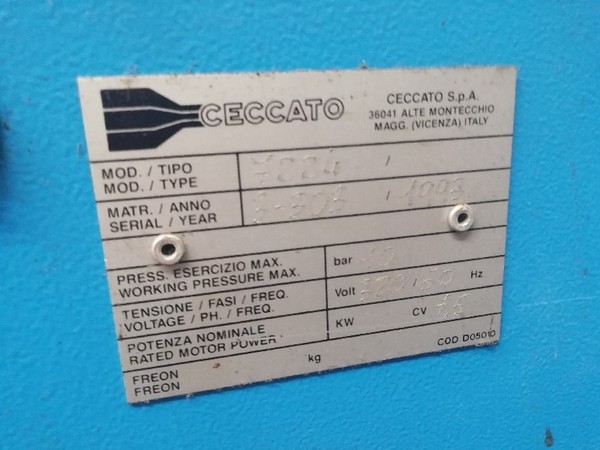 CECCATO
CECCATO S.p.A.
36041 ALTE MONTECCHIO
MAGG. (VICENZA) ITALY
MOD. / TIPO
MOD. / TYPE
/
MATR. / ANNO
SERIAL / YEAR
/
PRESS. ESERCIZIO MAX.
WORKING PRESSURE MAX.
bar 10
TENSIONE / FASI / FREQ.
VOLTAGE / PH. / FREQ.
Volt / Hz
POTENZA NOMINALE
RATED MOTOR POWER
KW CV
COD D05010
FREON
FREON
kg